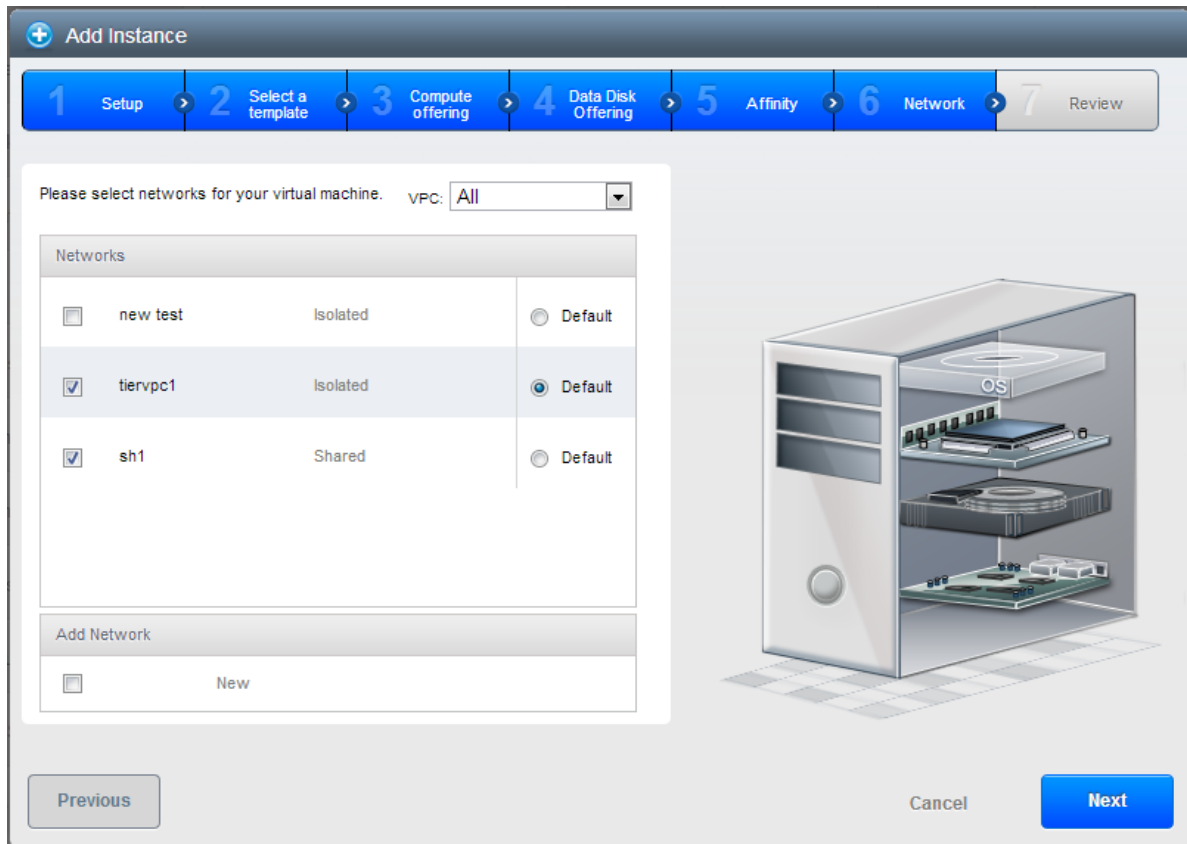 Add Instance
1 Setup 2 Select a template 3 Compute offering 4 Data Disk Offering 5 Affinity 6 Network 7 Review
Please select networks for your virtual machine. VPC: All
Networks
new test Isolated Default
tiervpc1 Isolated Default
sh1 Shared Default
Add Network
New
OS
Previous Cancel Next